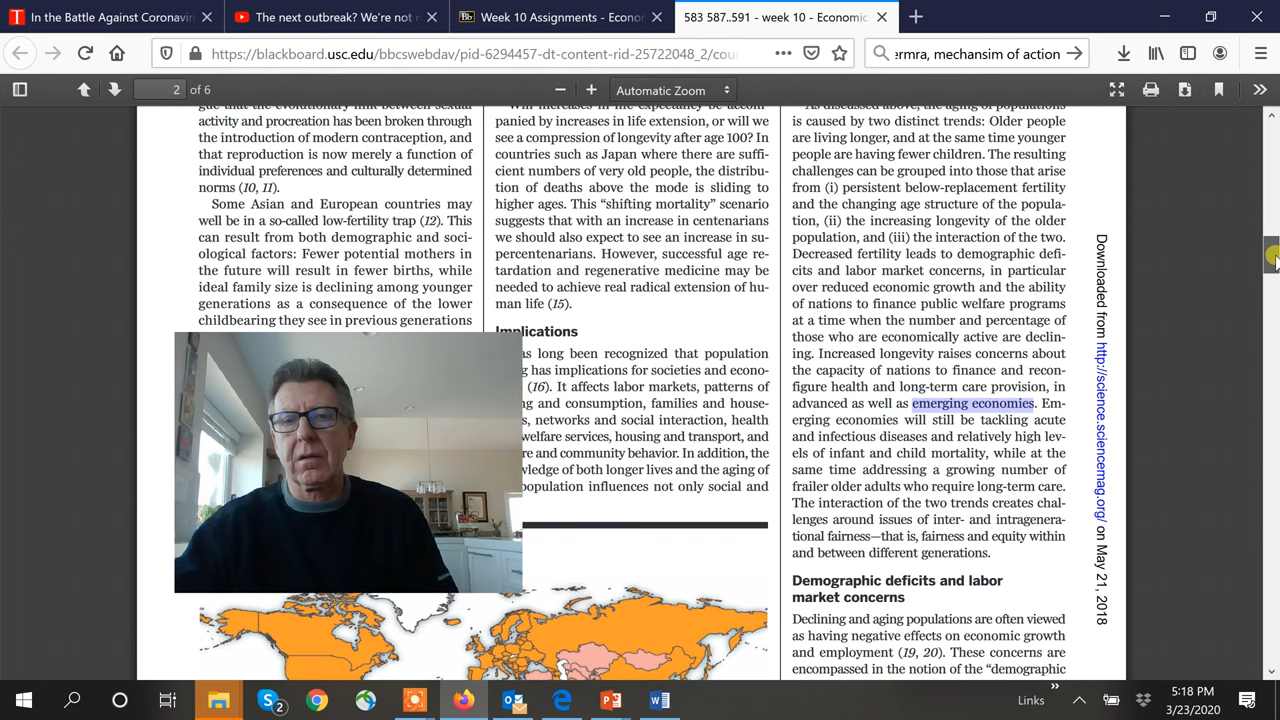 In the Battle Against Coronavir
The next outbreak? We're not r
Bb Week 10 Assignments - Econor
583 587..591 - week 10 - Economic
https://blackboard.usc.edu/bbcswebdav/pid-6294457-dt-content-rid-25722048_2/cou
ermra, mechansim of action
2 of 6
Automatic Zoom
gue that the evolutionary link between sexual
activity and procreation has been broken through
the introduction of modern contraception, and
that reproduction is now merely a function of
individual preferences and culturally determined
norms (10, 11).
Some Asian and European countries may
well be in a so-called low-fertility trap (12). This
can result from both demographic and soci-
ological factors: Fewer potential mothers in
the future will result in fewer births, while
ideal family size is declining among younger
generations as a consequence of the lower
childbearing they see in previous generations
Will increases in life expectancy be accom-
panied by increases in life extension, or will we
see a compression of longevity after age 100? In
countries such as Japan where there are suffi-
cient numbers of very old people, the distribu-
tion of deaths above the mode is sliding to
higher ages. This “shifting mortality” scenario
suggests that with an increase in centenarians
we should also expect to see an increase in su-
percentenarians. However, successful age re-
tardation and regenerative medicine may be
needed to achieve real radical extension of hu-
man life (15).
Implications
as long been recognized that population
g has implications for societies and econo-
(16). It affects labor markets, patterns of
ng and consumption, families and house-
s, networks and social interaction, health
welfare services, housing and transport, and
re and community behavior. In addition, the
wledge of both longer lives and the aging of
population influences not only social and
As discussed above, the aging of populations
is caused by two distinct trends: Older people
are living longer, and at the same time younger
people are having fewer children. The resulting
challenges can be grouped into those that arise
from (i) persistent below-replacement fertility
and the changing age structure of the popula-
tion, (ii) the increasing longevity of the older
population, and (iii) the interaction of the two.
Decreased fertility leads to demographic defi-
cits and labor market concerns, in particular
over reduced economic growth and the ability
of nations to finance public welfare programs
at a time when the number and percentage of
those who are economically active are declin-
ing. Increased longevity raises concerns about
the capacity of nations to finance and recon-
figure health and long-term care provision, in
advanced as well as emerging economies. Em-
erging economies will still be tackling acute
and infectious diseases and relatively high lev-
els of infant and child mortality, while at the
same time addressing a growing number of
frailer older adults who require long-term care.
The interaction of the two trends creates chal-
lenges around issues of inter- and intragenera-
tional fairness—that is, fairness and equity within
and between different generations.
Demographic deficits and labor
market concerns
Declining and aging populations are often viewed
as having negative effects on economic growth
and employment (19, 20). These concerns are
encompassed in the notion of the “demographic
Downloaded from http://science.sciencemag.org/ on May 21, 2018
Links
5:18 PM
3/23/2020